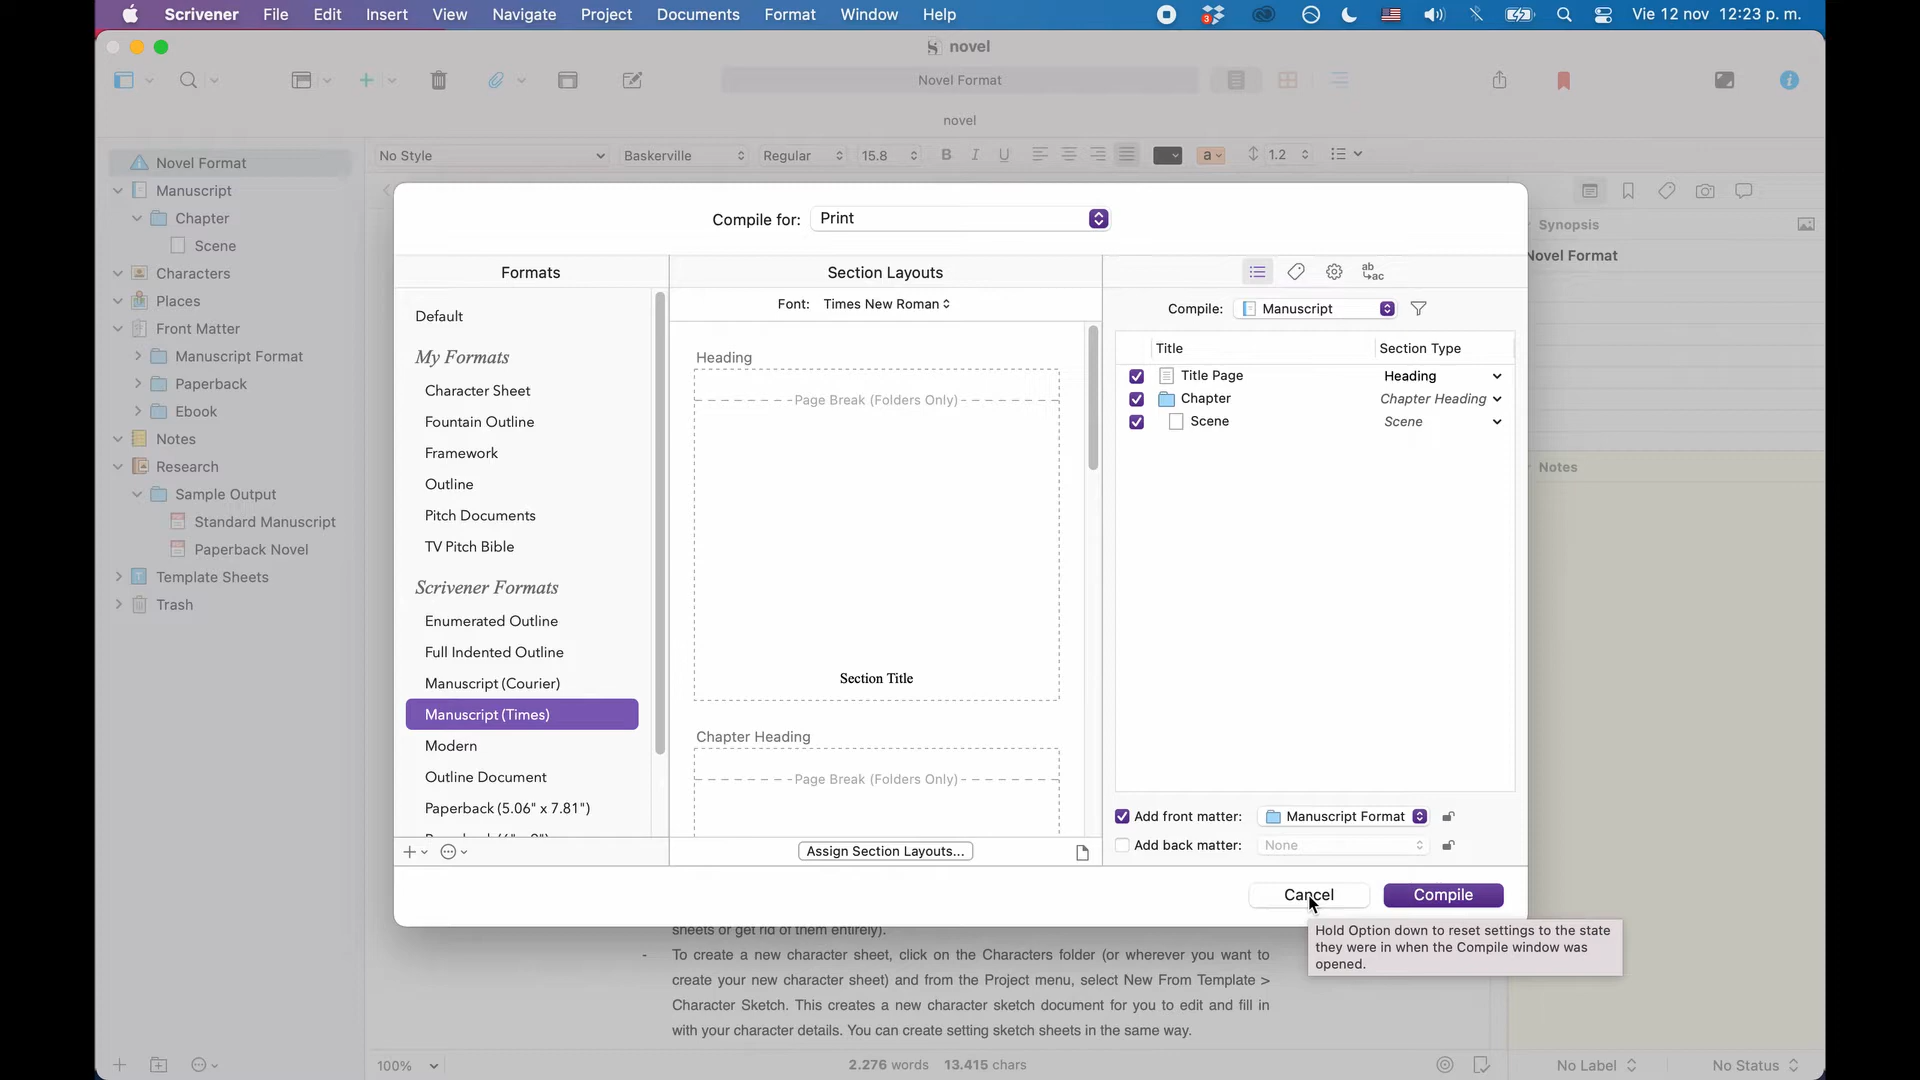 Scrivener File Edit Insert View Navigate Project Documents Format Window Help 3 Vie 12 nov 12:23 p. m.
novel
Novel Format
novel
No Style Baskerville Regular 15.8 B I U a 1.2
Novel Format
Manuscript
Chapter
Scene
Characters
Places
Front Matter
Manuscript Format
Paperback
Ebook
Notes
Research
Sample Output
Standard Manuscript
Paperback Novel
Template Sheets
Trash
Compile for: Print
Formats
Default
My Formats
Character Sheet
Fountain Outline
Framework
Outline
Pitch Documents
TV Pitch Bible
Scrivener Formats
Enumerated Outline
Full Indented Outline
Manuscript (Courier)
Manuscript (Times)
Modern
Outline Document
Paperback (5.06" x 7.81")
Section Layouts
Font: Times New Roman
Heading
Page Break (Folders Only)
Section Title
Chapter Heading
Page Break (Folders Only)
Assign Section Layouts...
ab
ac
Compile: Manuscript
Title Section Type
Title Page Heading
Chapter Chapter Heading
Scene Scene
Add front matter: Manuscript Format
Add back matter: None
Cancel Compile
Hold Option down to reset settings to the state
they were in when the Compile window was
opened.
Synopsis
Novel Format
Notes
sheets or get rid of them entirely).
- To create a new character sheet, click on the Characters folder (or wherever you want to
create your new character sheet) and from the Project menu, select New From Template >
Character Sketch. This creates a new character sketch document for you to edit and fill in
with your character details. You can create setting sketch sheets in the same way.
100% 2.276 words 13.415 chars No Label No Status